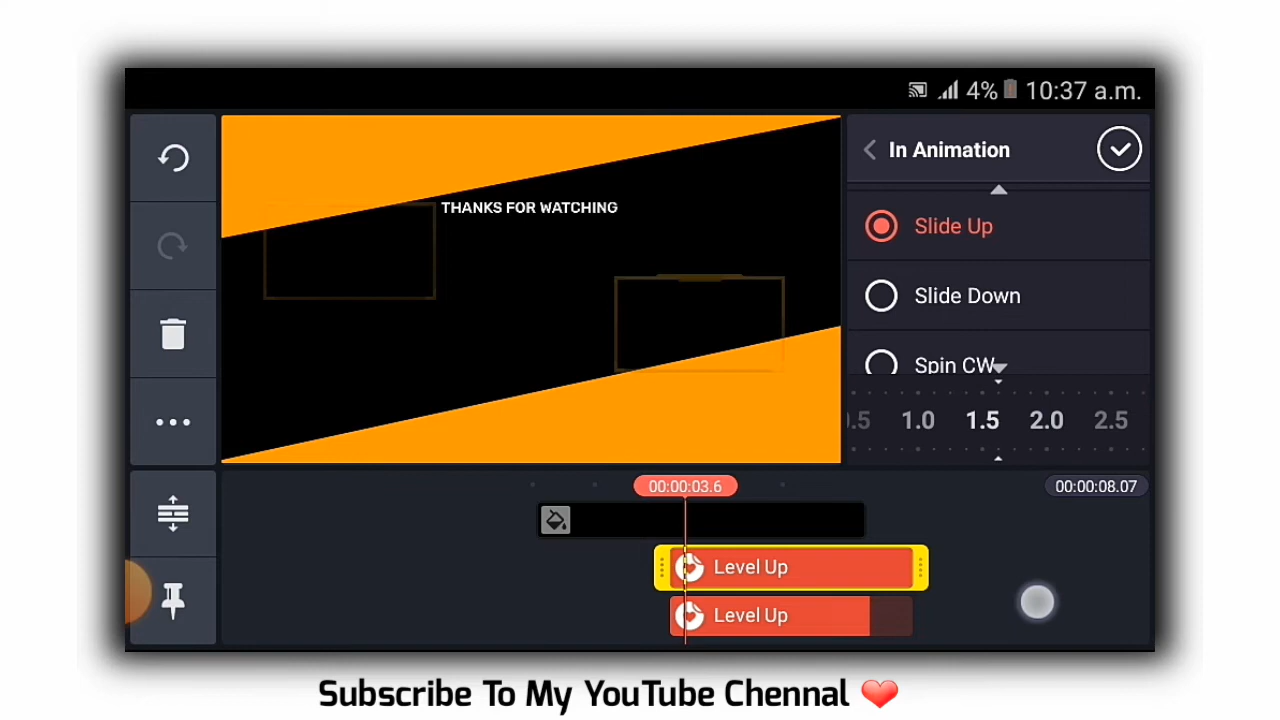 4% 10:37 a.m.
In Animation
THANKS FOR WATCHING
Slide Up
Slide Down
Spin CW
0.5 1.0 1.5 2.0 2.5
00:00:03.6
00:00:08.07
Level Up
Level Up
Subscribe To My YouTube Chennal ❤️